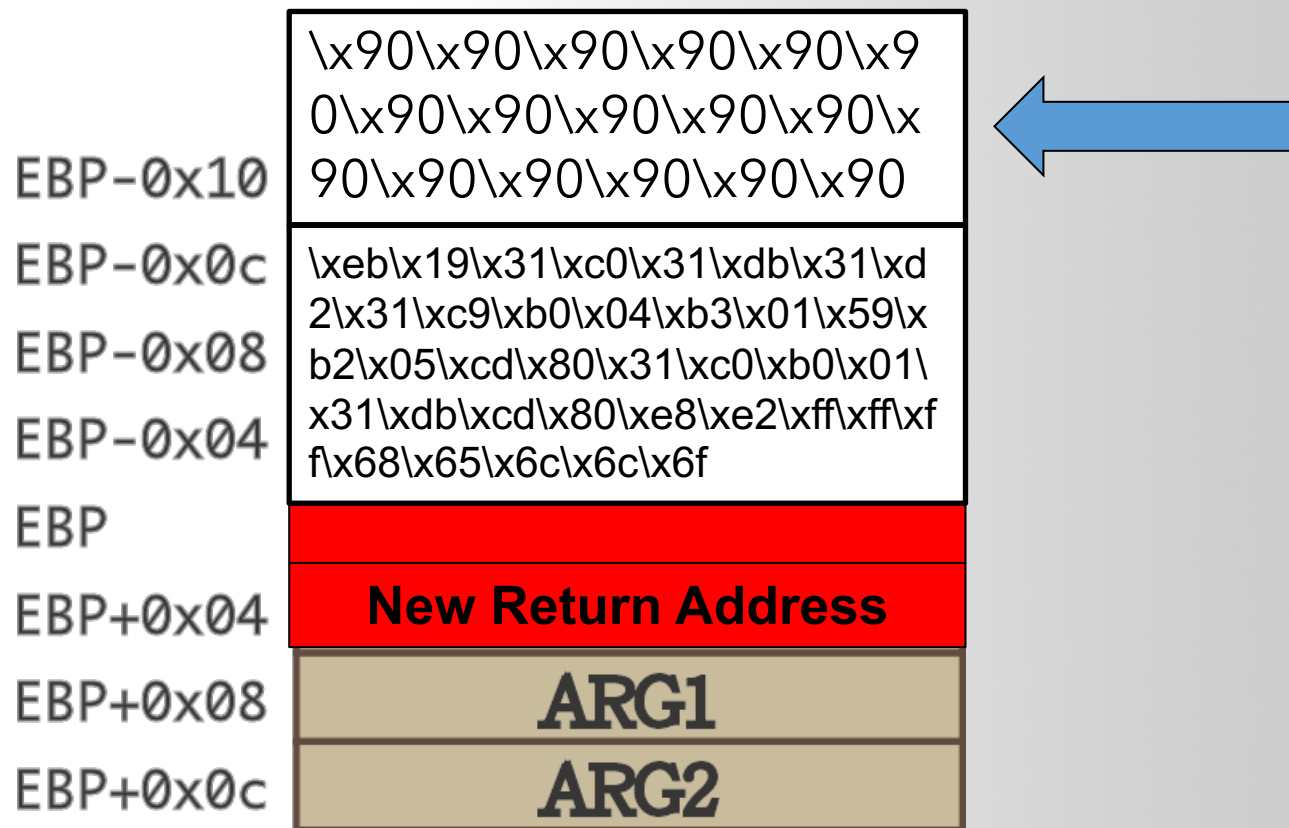 \x90\x90\x90\x90\x90\x9
0\x90\x90\x90\x90\x90\x
EBP-0x10 90\x90\x90\x90\x90\x90
EBP-0x0c \xeb\x19\x31\xc0\x31\xdb\x31\xd
2\x31\xc9\xb0\x04\xb3\x01\x59\x
EBP-0x08 b2\x05\xcd\x80\x31\xc0\xb0\x01\
EBP-0x04 x31\xdb\xcd\x80\xe8\xe2\xff\xff\xf
f\x68\x65\x6c\x6c\x6f
EBP
EBP+0x04 New Return Address
EBP+0x08 ARG1
EBP+0x0c ARG2